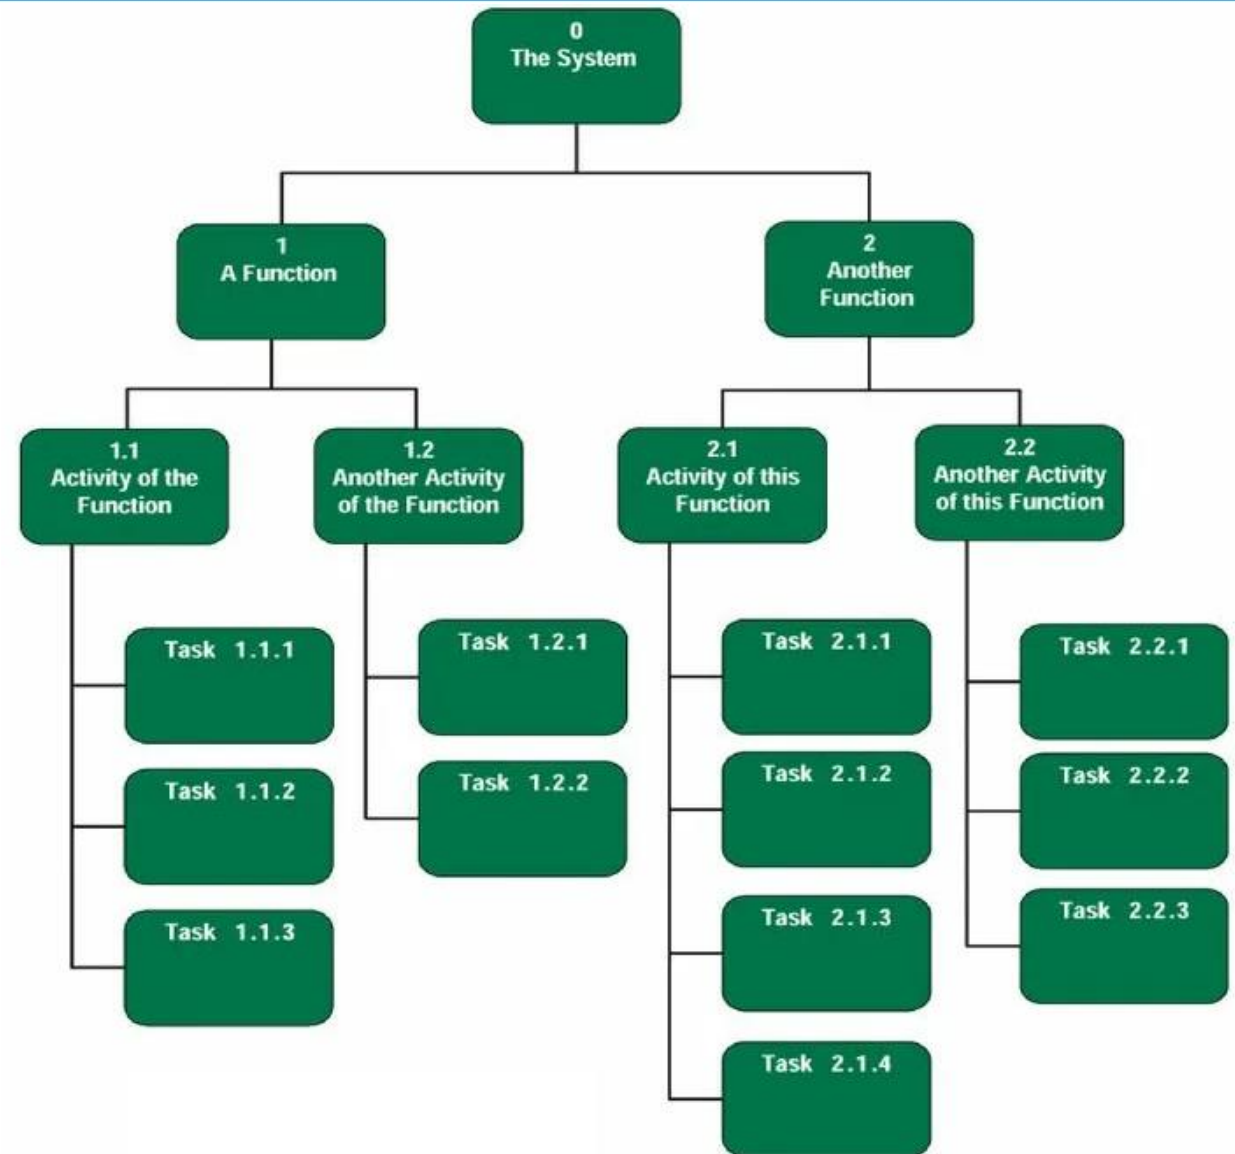 0
The System
1
A Function
2
Another
Function
1.1
Activity of the
Function
1.2
Another Activity
of the Function
2.1
Activity of this
Function
2.2
Another Activity
of this Function
Task 1.1.1
Task 1.1.2
Task 1.1.3
Task 1.2.1
Task 1.2.2
Task 2.1.1
Task 2.1.2
Task 2.1.3
Task 2.1.4
Task 2.2.1
Task 2.2.2
Task 2.2.3